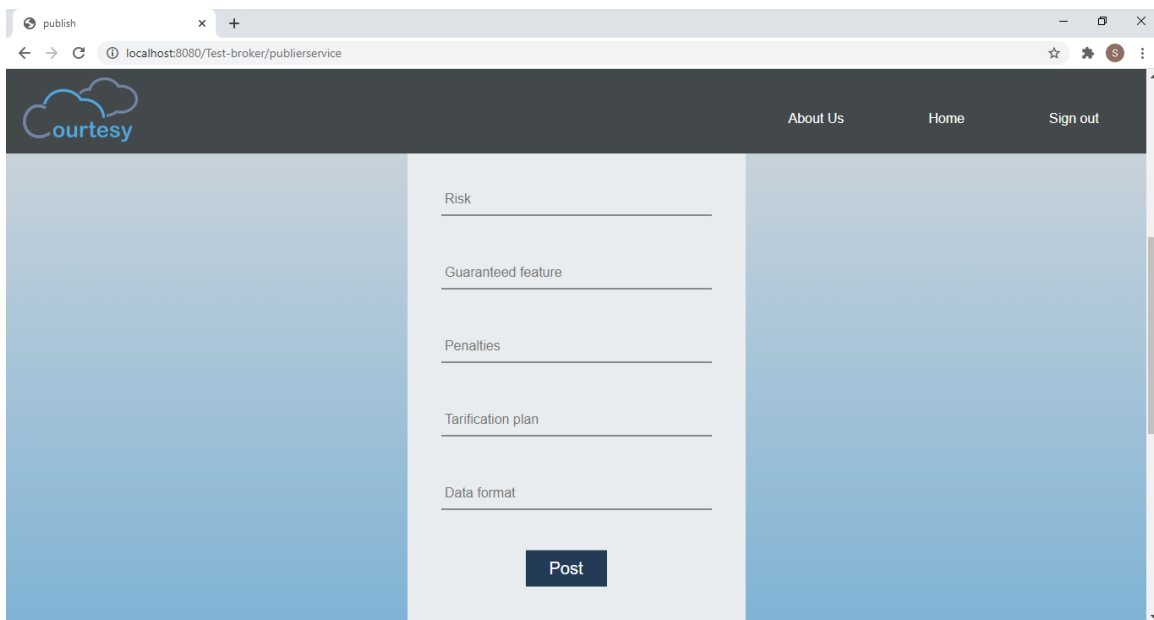 publish
localhost:8080/Test-broker/publierservice
S
Courtesy
About Us Home Sign out
Risk
Guaranteed feature
Penalties
Tarification plan
Data format
Post